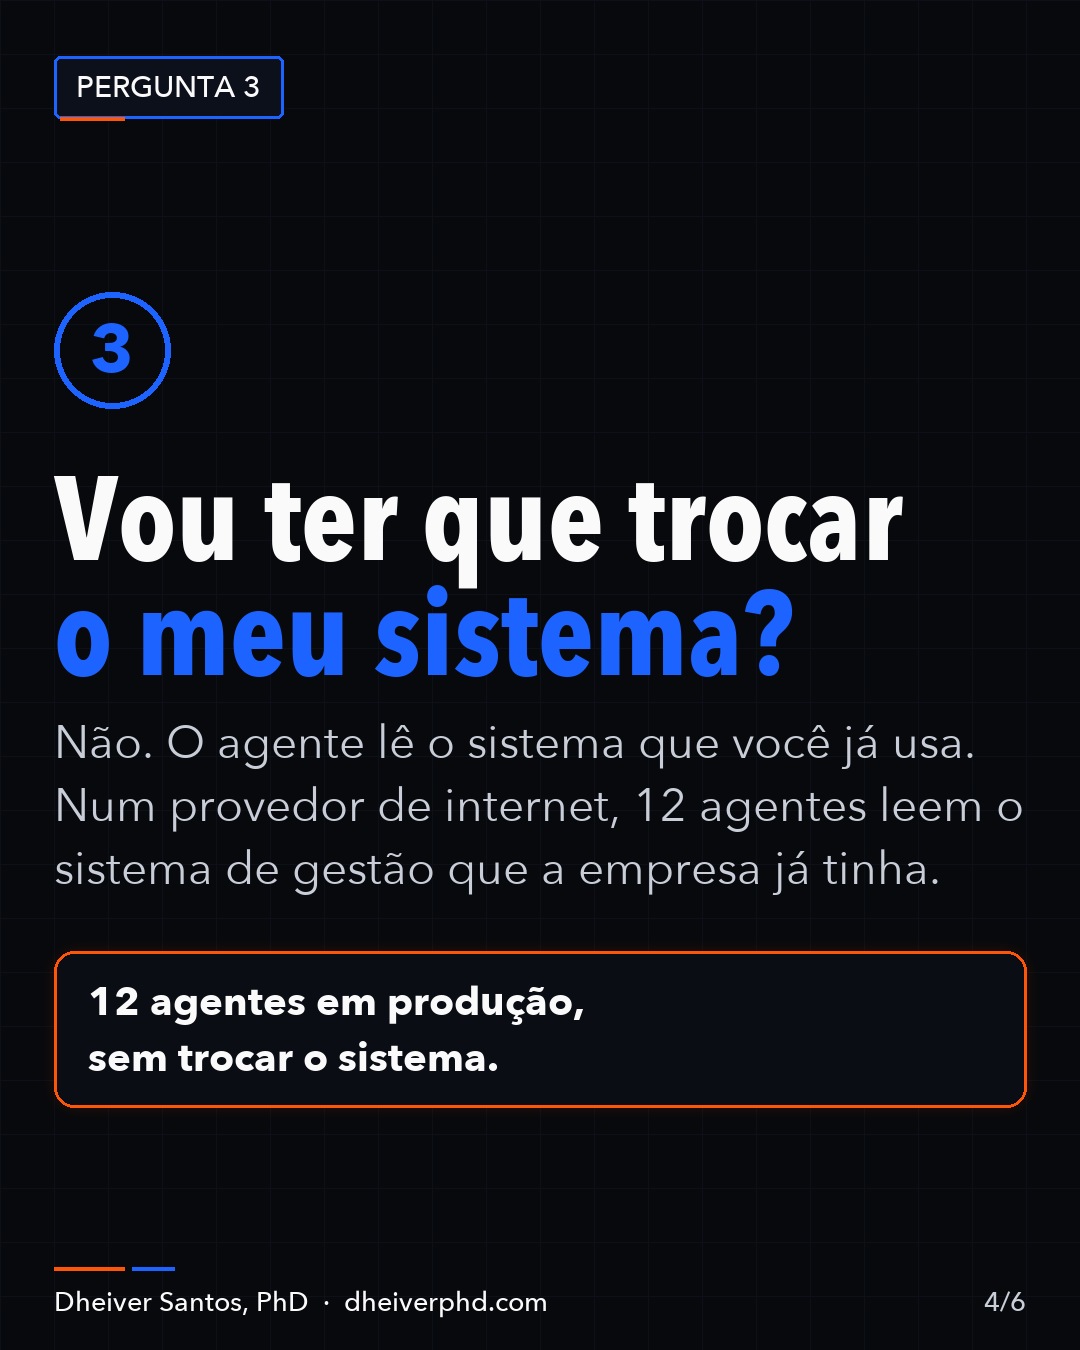 PERGUNTA 3
3
Vou ter que trocar
o meu sistema?
Não. O agente lê o sistema que você já usa.
Num provedor de internet, 12 agentes leem o
sistema de gestão que a empresa já tinha.
12 agentes em produção,
sem trocar o sistema.
Dheiver Santos, PhD · dheiverphd.com
4/6